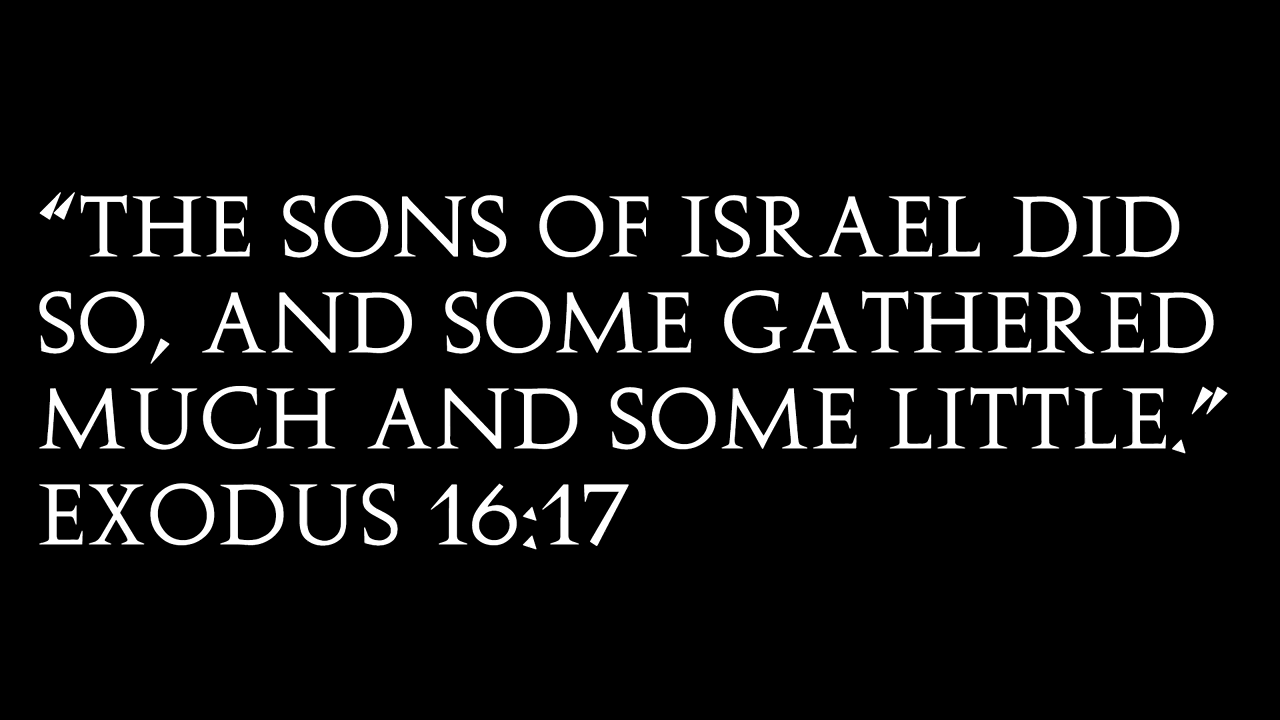 “THE SONS OF ISRAEL DID
SO, AND SOME GATHERED
MUCH AND SOME LITTLE.”
EXODUS 16:17